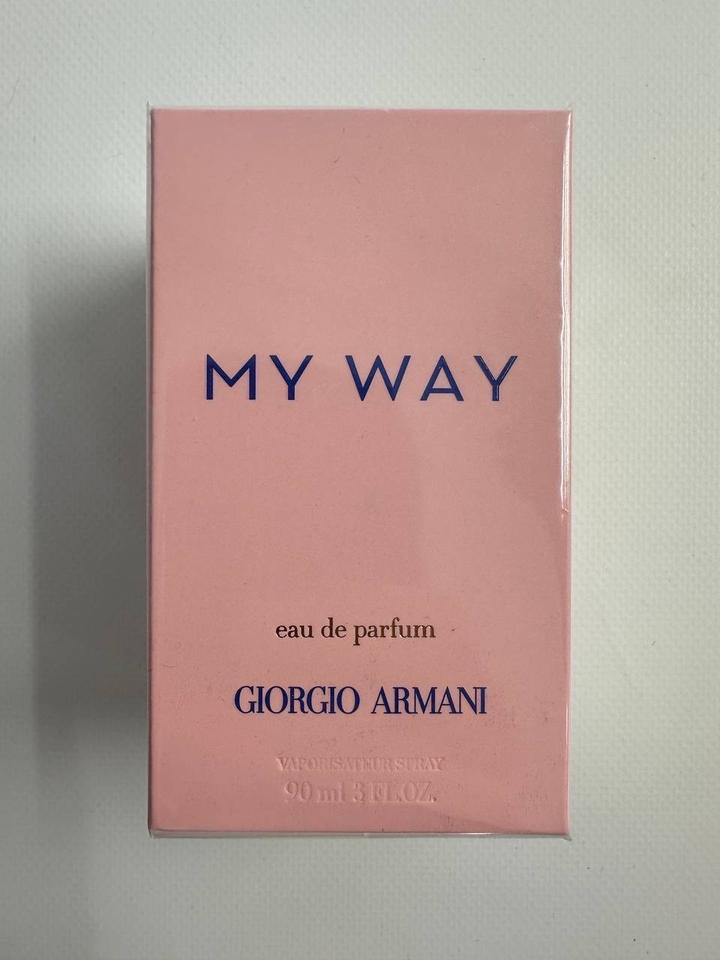 MY WAY
eau de parfum
GIORGIO ARMANI
VAPORISATEUR SPRAY
90 ml 3 FL.OZ.